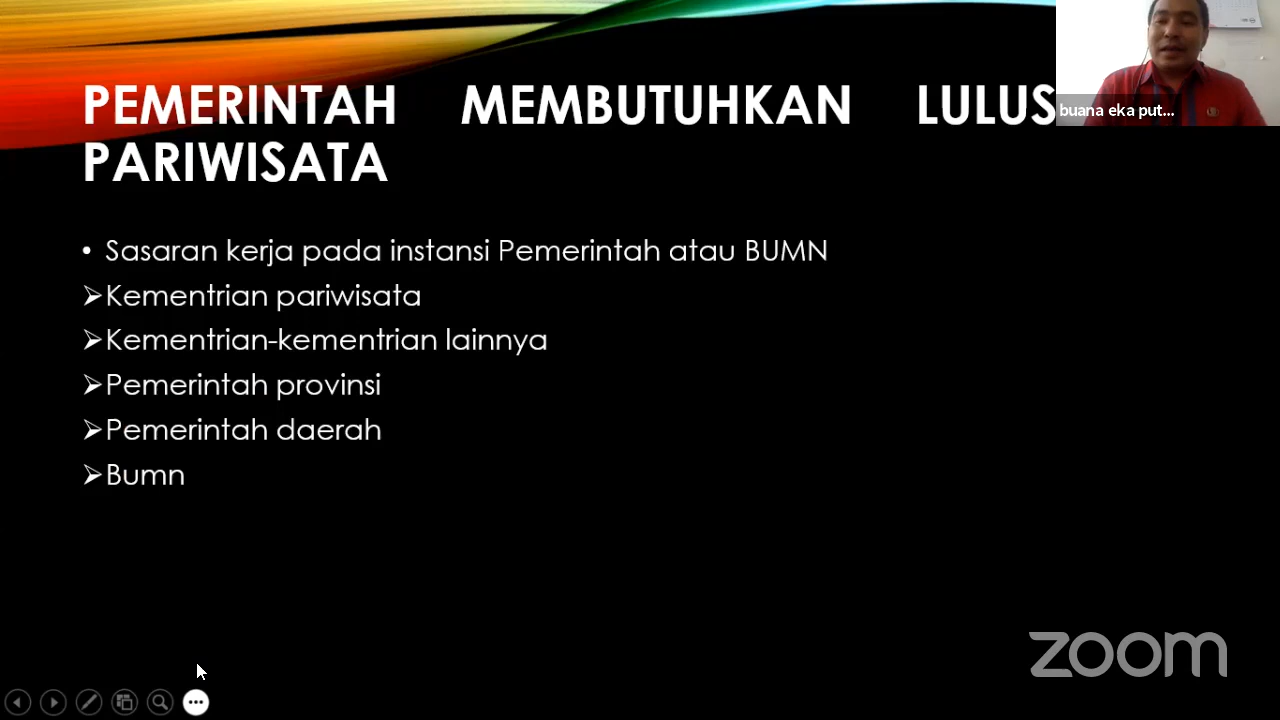 PEMERINTAH MEMBUTUHKAN LULUS
PARIWISATA
buana eka put...
• Sasaran kerja pada instansi Pemerintah atau BUMN
➢Kementrian pariwisata
➢Kementrian-kementrian lainnya
➢Pemerintah provinsi
➢Pemerintah daerah
➢Bumn
zoom